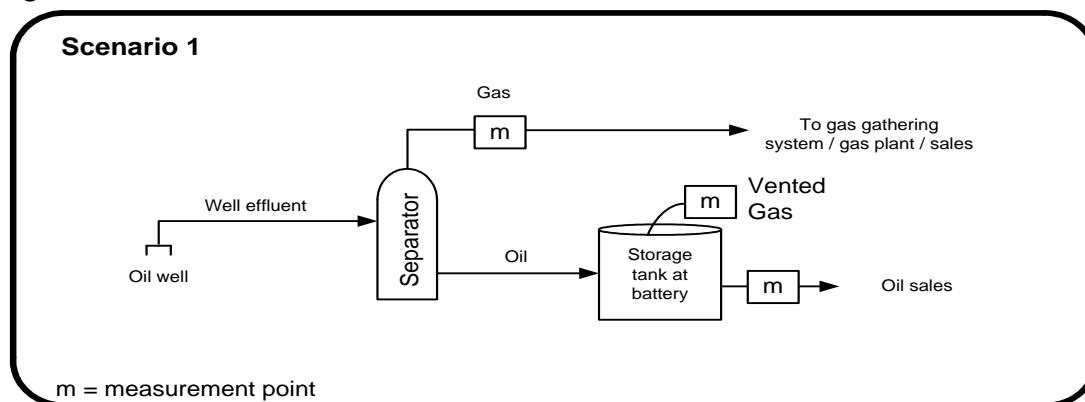 Scenario 1
Gas
m
To gas gathering
system / gas plant / sales
Well effluent
Separator
m
Vented
Gas
Oil well
Oil
Storage
tank at
battery
m
Oil sales
m = measurement point